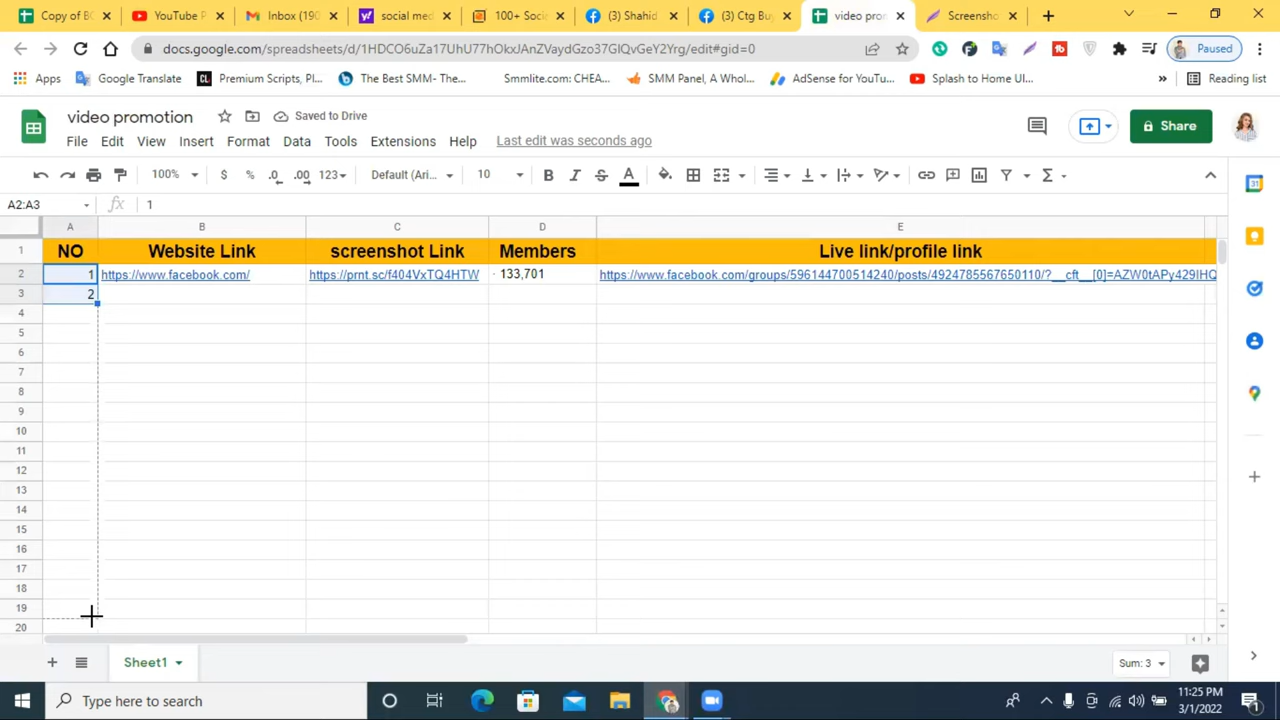 Copy of BC
YouTube P
Inbox (190
social med
100+ Soci
(3) Shahid
(3) Ctg Buy
video pron
Screensho
docs.google.com/spreadsheets/d/1HDCO6uZa17UhU77hOkxJAnZVaydGzo37GIQvGeY2Yrg/edit#gid=0
Paused
Apps
Google Translate
Premium Scripts, Pl...
The Best SMM- The...
Smmlite.com: CHEA...
SMM Panel, A Whol...
AdSense for YouTu...
Splash to Home UI...
Reading list
video promotion
Saved to Drive
File Edit View Insert Format Data Tools Extensions Help Last edit was seconds ago
Share
100% $ % .0 .00 123 Default (Ari... 10 B I S A
A2:A3 fx 1
A B C D E
1 NO Website Link screenshot Link Members Live link/profile link
2 1 https://www.facebook.com/ https://prnt.sc/f404VxTQ4HTW · 133,701 https://www.facebook.com/groups/596144700514240/posts/4924785567650110/?__cft__[0]=AZW0tAPy429IHQ
3 2
4
5
6
7
8
9
10
11
12
13
14
15
16
17
18
19
20
Sheet1
Sum: 3
Type here to search
11:25 PM
3/1/2022